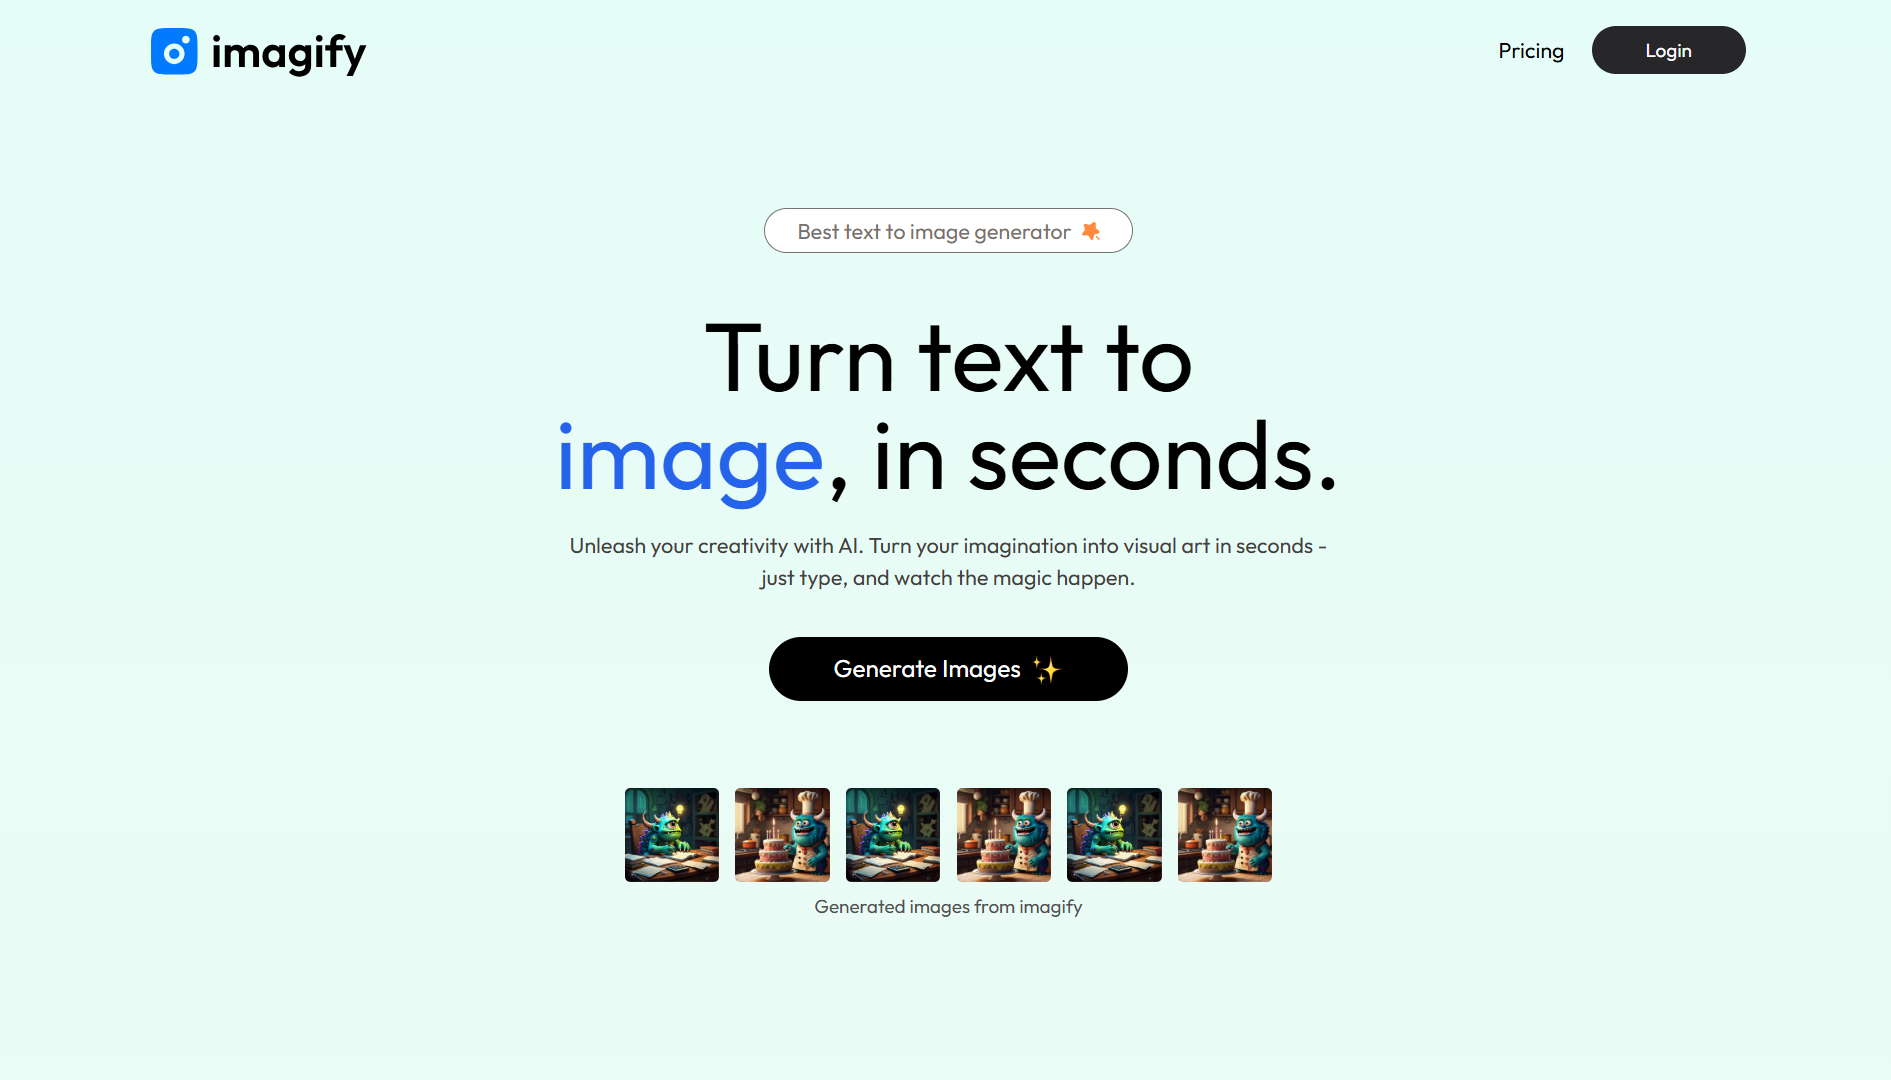 imagify
Pricing
Login
Best text to image generator
Turn text to
image, in seconds.
Unleash your creativity with AI. Turn your imagination into visual art in seconds -
just type, and watch the magic happen.
Generate Images
Generated images from imagify